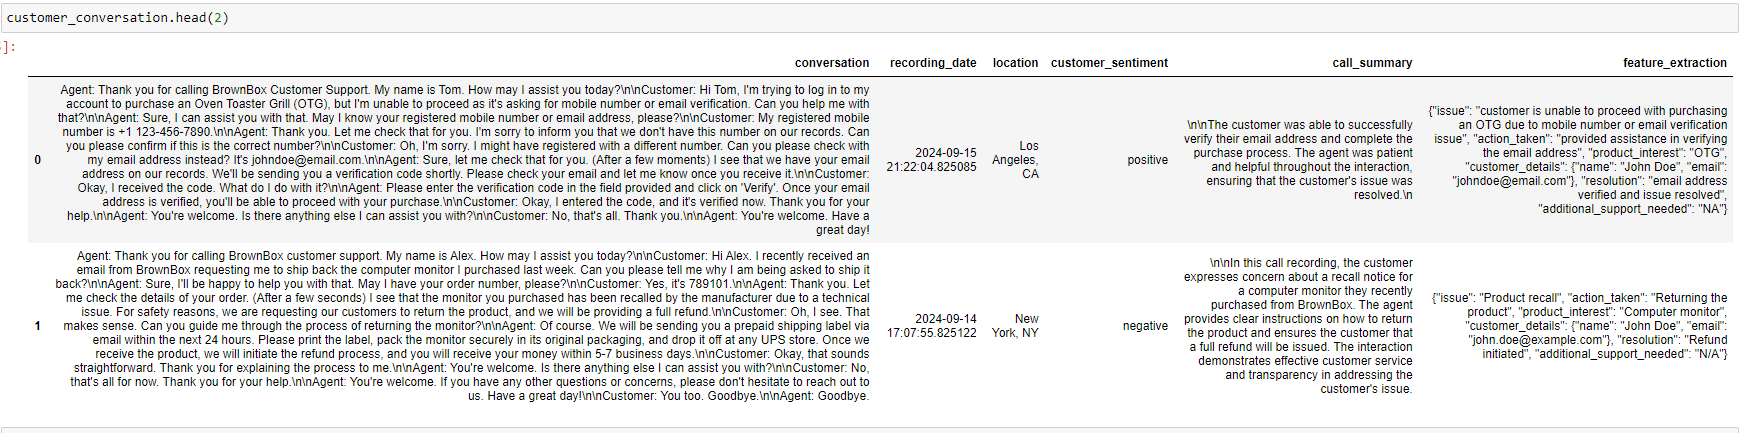 customer_conversation.head(2)
]:
conversation recording_date location customer_sentiment call_summary feature_extraction
0
Agent: Thank you for calling BrownBox Customer Support. My name is Tom. How may I assist you today?\n\nCustomer: Hi Tom, I'm trying to log in to my
account to purchase an Oven Toaster Grill (OTG), but I'm unable to proceed as it's asking for mobile number or email verification. Can you help me with
that?\n\nAgent: Sure, I can assist you with that. May I know your registered mobile number or email address, please?\n\nCustomer: My registered mobile
number is +1 123-456-7890.\n\nAgent: Thank you. Let me check that for you. I'm sorry to inform you that we don't have this number on our records. Can
you please confirm if this is the correct number?\n\nCustomer: Oh, I'm sorry. I might have registered with a different number. Can you please check with
my email address instead? It's johndoe@email.com.\n\nAgent: Sure, let me check that for you. (After a few moments) I see that we have your email
address on our records. We'll be sending you a verification code shortly. Please check your email and let me know once you receive it.\n\nCustomer:
Okay, I received the code. What do I do with it?\n\nAgent: Please enter the verification code in the field provided and click on 'Verify'. Once your email
address is verified, you'll be able to proceed with your purchase.\n\nCustomer: Okay, I entered the code, and it's verified now. Thank you for your
help.\n\nAgent: You're welcome. Is there anything else I can assist you with?\n\nCustomer: No, that's all. Thank you.\n\nAgent: You're welcome. Have a
great day!
2024-09-15
21:22:04.825085
Los
Angeles,
CA
positive
\n\nThe customer was able to successfully
verify their email address and complete the
purchase process. The agent was patient
and helpful throughout the interaction,
ensuring that the customer's issue was
resolved.\n
{"issue": "customer is unable to proceed with purchasing
an OTG due to mobile number or email verification
issue", "action_taken": "provided assistance in verifying
the email address", "product_interest": "OTG",
"customer_details": {"name": "John Doe", "email":
"johndoe@email.com"}, "resolution": "email address
verified and issue resolved",
"additional_support_needed": "NA"}
1
Agent: Thank you for calling BrownBox customer support. My name is Alex. How may I assist you today?\n\nCustomer: Hi Alex. I recently received an
email from BrownBox requesting me to ship back the computer monitor I purchased last week. Can you please tell me why I am being asked to ship it
back?\n\nAgent: Sure, I'll be happy to help you with that. May I have your order number, please?\n\nCustomer: Yes, it's 789101.\n\nAgent: Thank you. Let
me check the details of your order. (After a few seconds) I see that the monitor you purchased has been recalled by the manufacturer due to a technical
issue. For safety reasons, we are requesting our customers to return the product, and we will be providing a full refund.\n\nCustomer: Oh, I see. That
makes sense. Can you guide me through the process of returning the monitor?\n\nAgent: Of course. We will be sending you a prepaid shipping label via
email within the next 24 hours. Please print the label, pack the monitor securely in its original packaging, and drop it off at any UPS store. Once we
receive the product, we will initiate the refund process, and you will receive your money within 5-7 business days.\n\nCustomer: Okay, that sounds
straightforward. Thank you for explaining the process to me.\n\nAgent: You're welcome. Is there anything else I can assist you with?\n\nCustomer: No,
that's all for now. Thank you for your help.\n\nAgent: You're welcome. If you have any other questions or concerns, please don't hesitate to reach out to
us. Have a great day!\n\nCustomer: You too. Goodbye.\n\nAgent: Goodbye.
2024-09-14
17:07:55.825122
New
York, NY
negative
\n\nIn this call recording, the customer
expresses concern about a recall notice for
a computer monitor they recently
purchased from BrownBox. The agent
provides clear instructions on how to return
the product and ensures the customer that
a full refund will be issued. The interaction
demonstrates effective customer service
and transparency in addressing the
customer's issue.
{"issue": "Product recall", "action_taken": "Returning the
product", "product_interest": "Computer monitor",
"customer_details": {"name": "John Doe", "email":
"john.doe@example.com"}, "resolution": "Refund
initiated", "additional_support_needed": "N/A"}